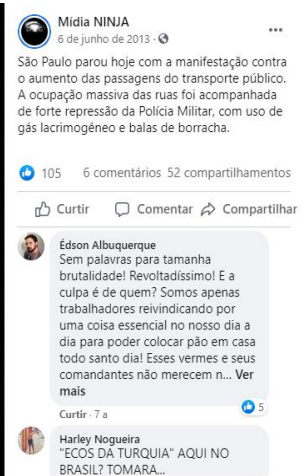 Mídia NINJA
6 de junho de 2013 ·
São Paulo parou hoje com a manifestação contra
o aumento das passagens do transporte público.
A ocupação massiva das ruas foi acompanhada
de forte repressão da Polícia Militar, com uso de
gás lacrimogéneo e balas de borracha.
105 6 comentários 52 compartilhamentos
Curtir Comentar Compartilhar
Édson Albuquerque
Sem palavras para tamanha
brutalidade! Revoltadíssimo! E a
culpa é de quem? Somos apenas
trabalhadores reivindicando por
uma coisa essencial no nosso dia a
dia para poder colocar pão em casa
todo santo dia! Esses vermes e seus
comandantes não merecem n... Ver
mais
Curtir · 7 a 5
Harley Nogueira
"ECOS DA TURQUIA" AQUI NO
BRASIL? TOMARA...